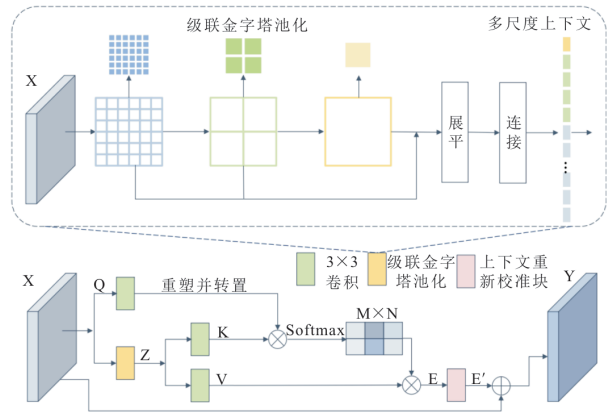 级联金字塔池化
多尺度上下文
X
展平
连接
...
3×3
卷积
级联金字
塔池化
上下文重
新校准块
X
Y
Q
重塑并转置
M×N
K
Softmax
Z
V
E
E′